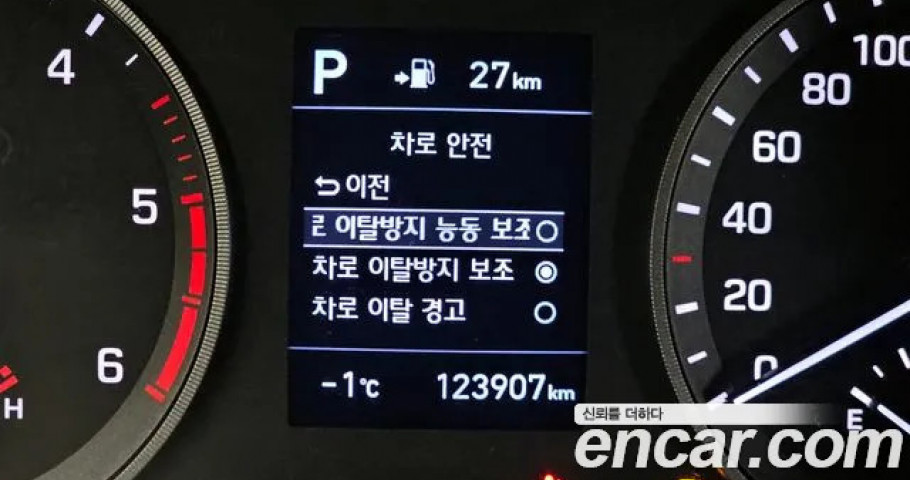 P 27km
차로 안전
이전
로 이탈방지 능동 보조
차로 이탈방지 보조
차로 이탈 경고
-1℃ 123907km
4
5
6
H
100
80
60
40
20
0
E
신뢰를 더하다
encar.com